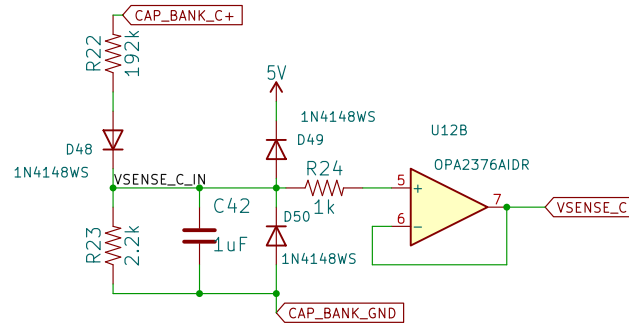 CAP_BANK_C+
R22
192k
5V
1N4148WS
D49
U12B
D48
1N4148WS
VSENSE_C_IN
R24
1k
OPA2376AIDR
5
+
7
6
−
VSENSE_C
C42
1uF
D50
1N4148WS
R23
2.2k
CAP_BANK_GND